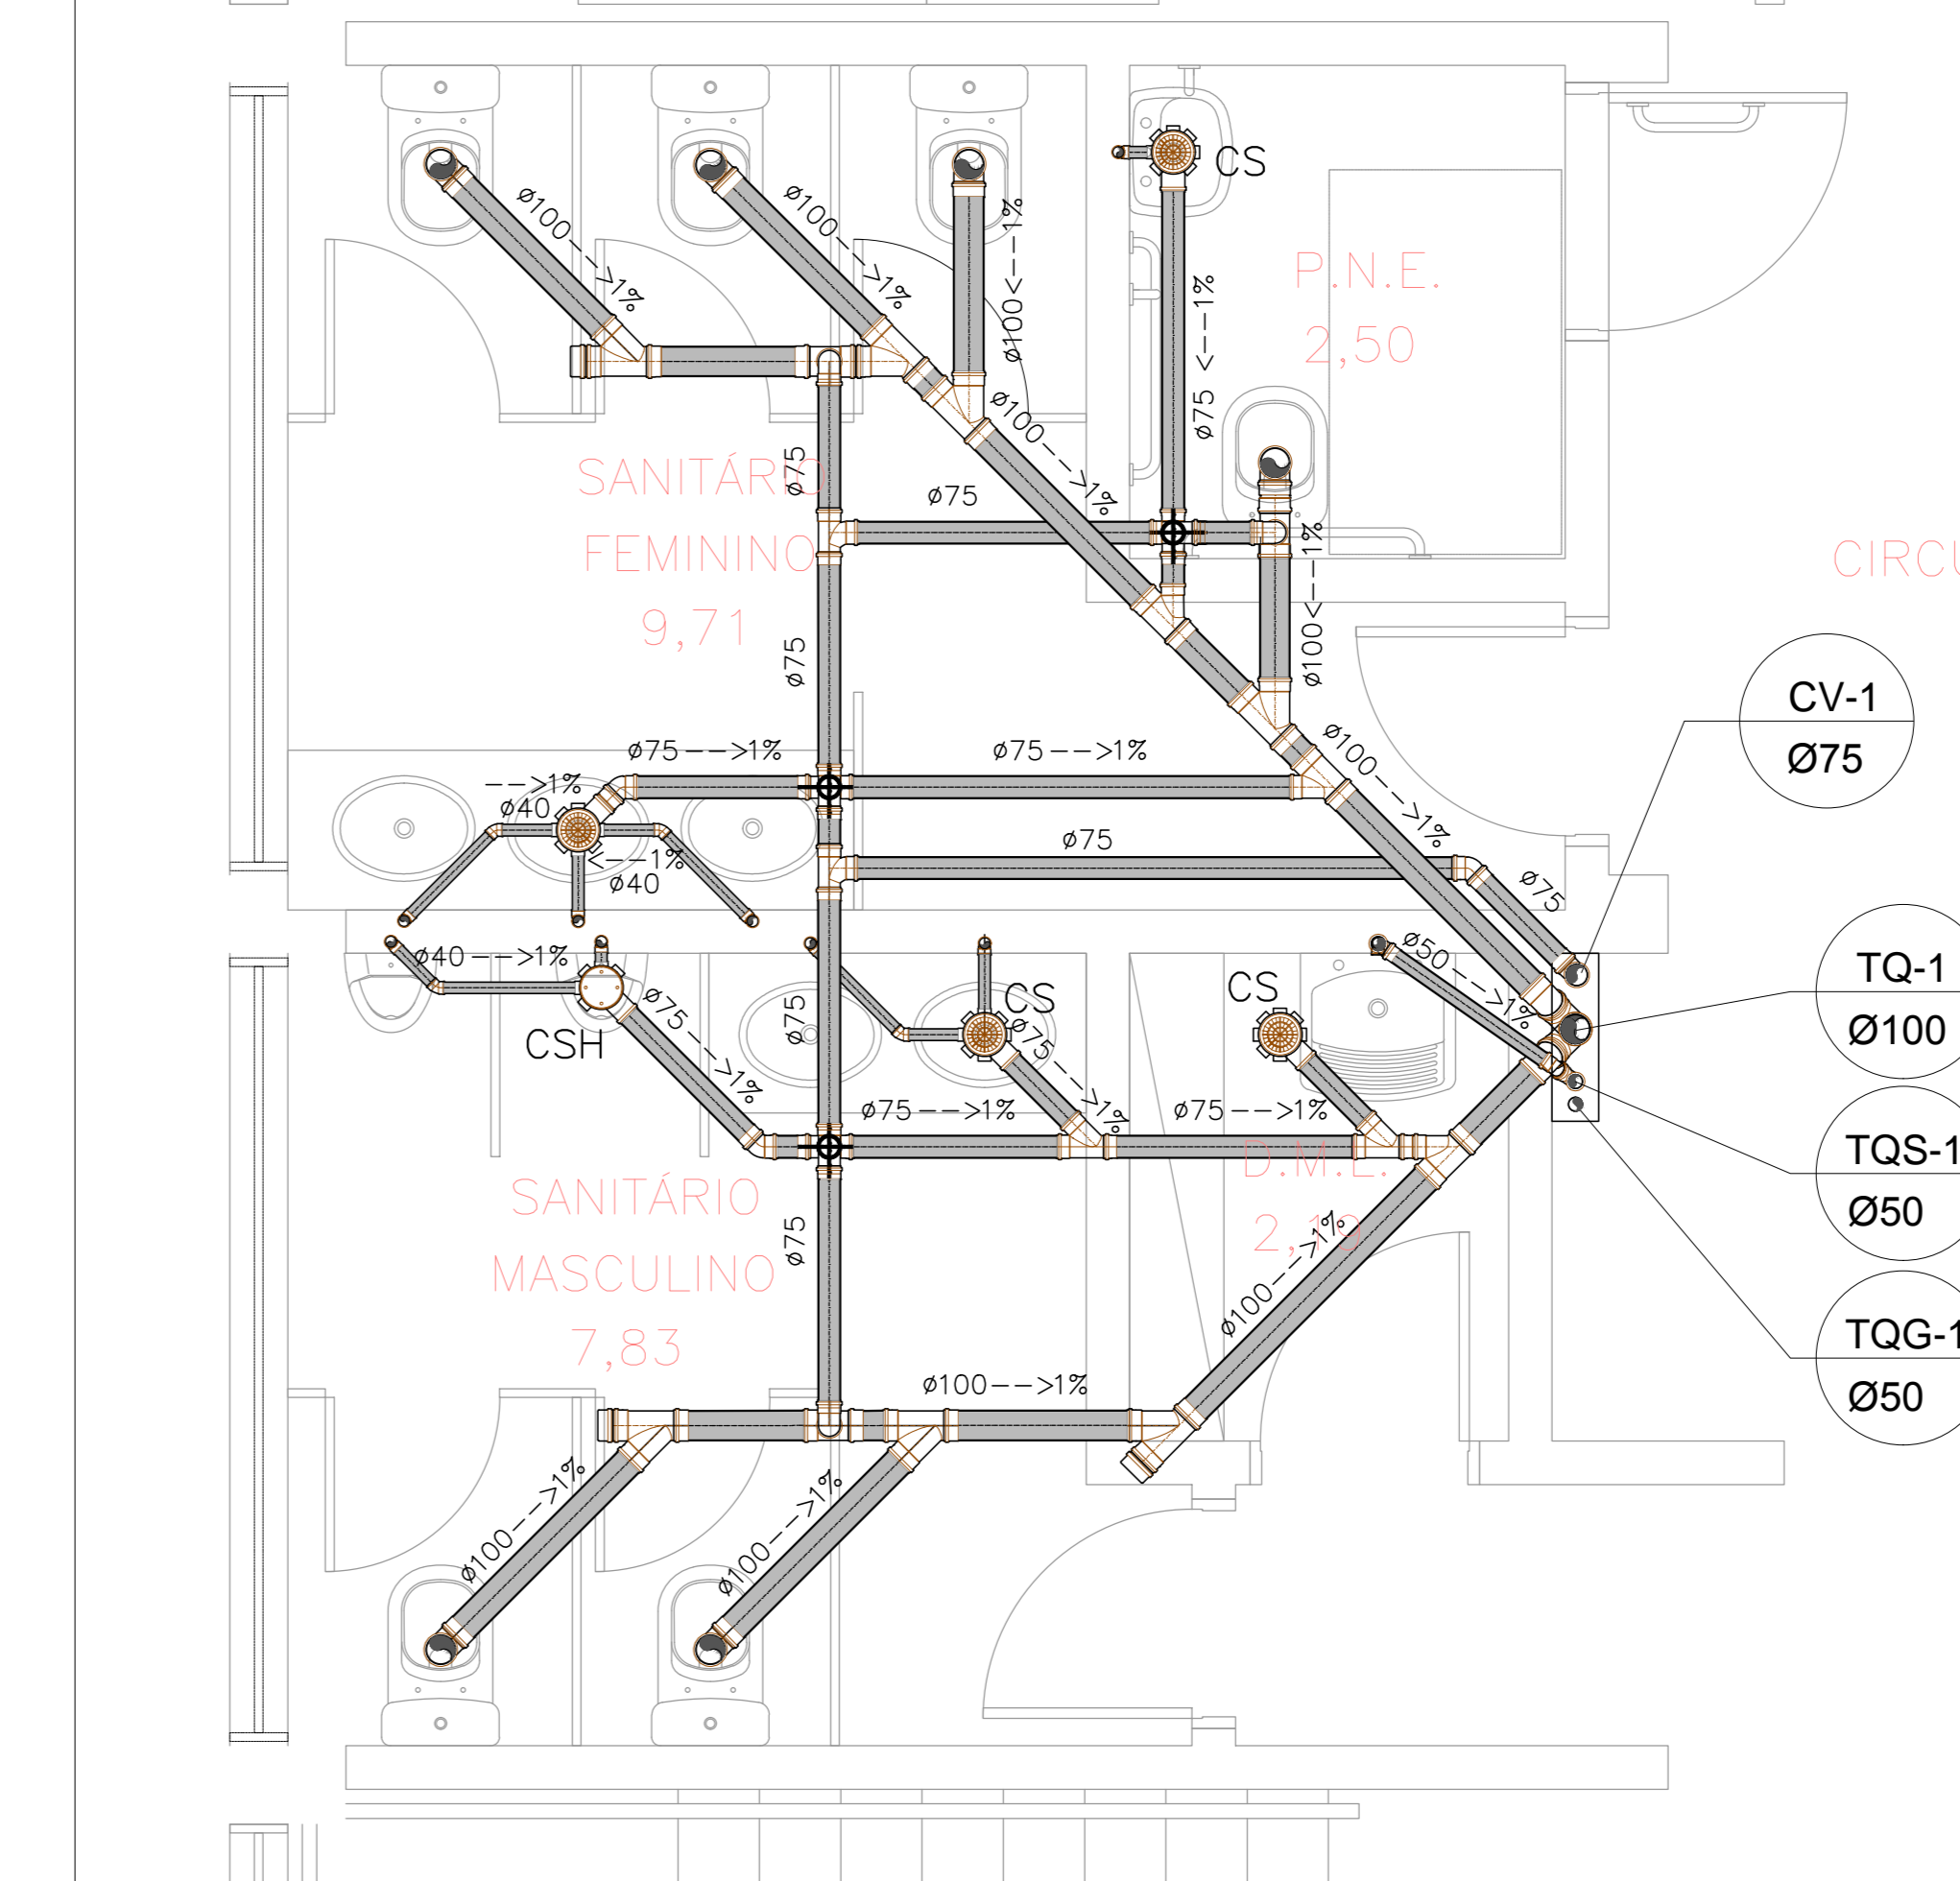 ø100-->1%
ø100-->1%
ø100<--1%
CS
ø75 <--1%
P.N.E.
2,50
ø100-->1%
ø75
ø75
SANITÁRIO
FEMININO
9,71
ø100<--1%
CIRCU
ø75
CV-1
Ø75
ø75-->1%
ø75-->1%
ø100-->1%
-->1%
ø40
<--1%
ø40
ø75
ø75
ø40-->1%
ø50-->1%
TQ-1
Ø100
CSH
ø75-->1%
ø75
CS
ø75-->1%
CS
ø75-->1%
ø75-->1%
TQS-1
Ø50
D.M.L.
2,19
SANITÁRIO
MASCULINO
7,83
ø75
ø100-->1%
TQG-1
Ø50
ø100-->1%
ø100-->1%
ø100-->1%